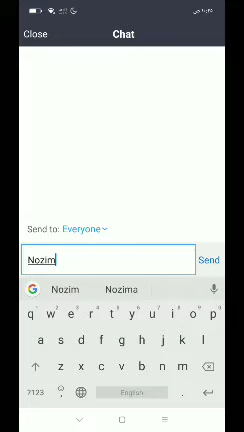 Close Chat
Send to: Everyone
Nozim Send
Nozim Nozima
q w e r t y u i o p
a s d f g h j k l
z x c v b n m
?123 , English .